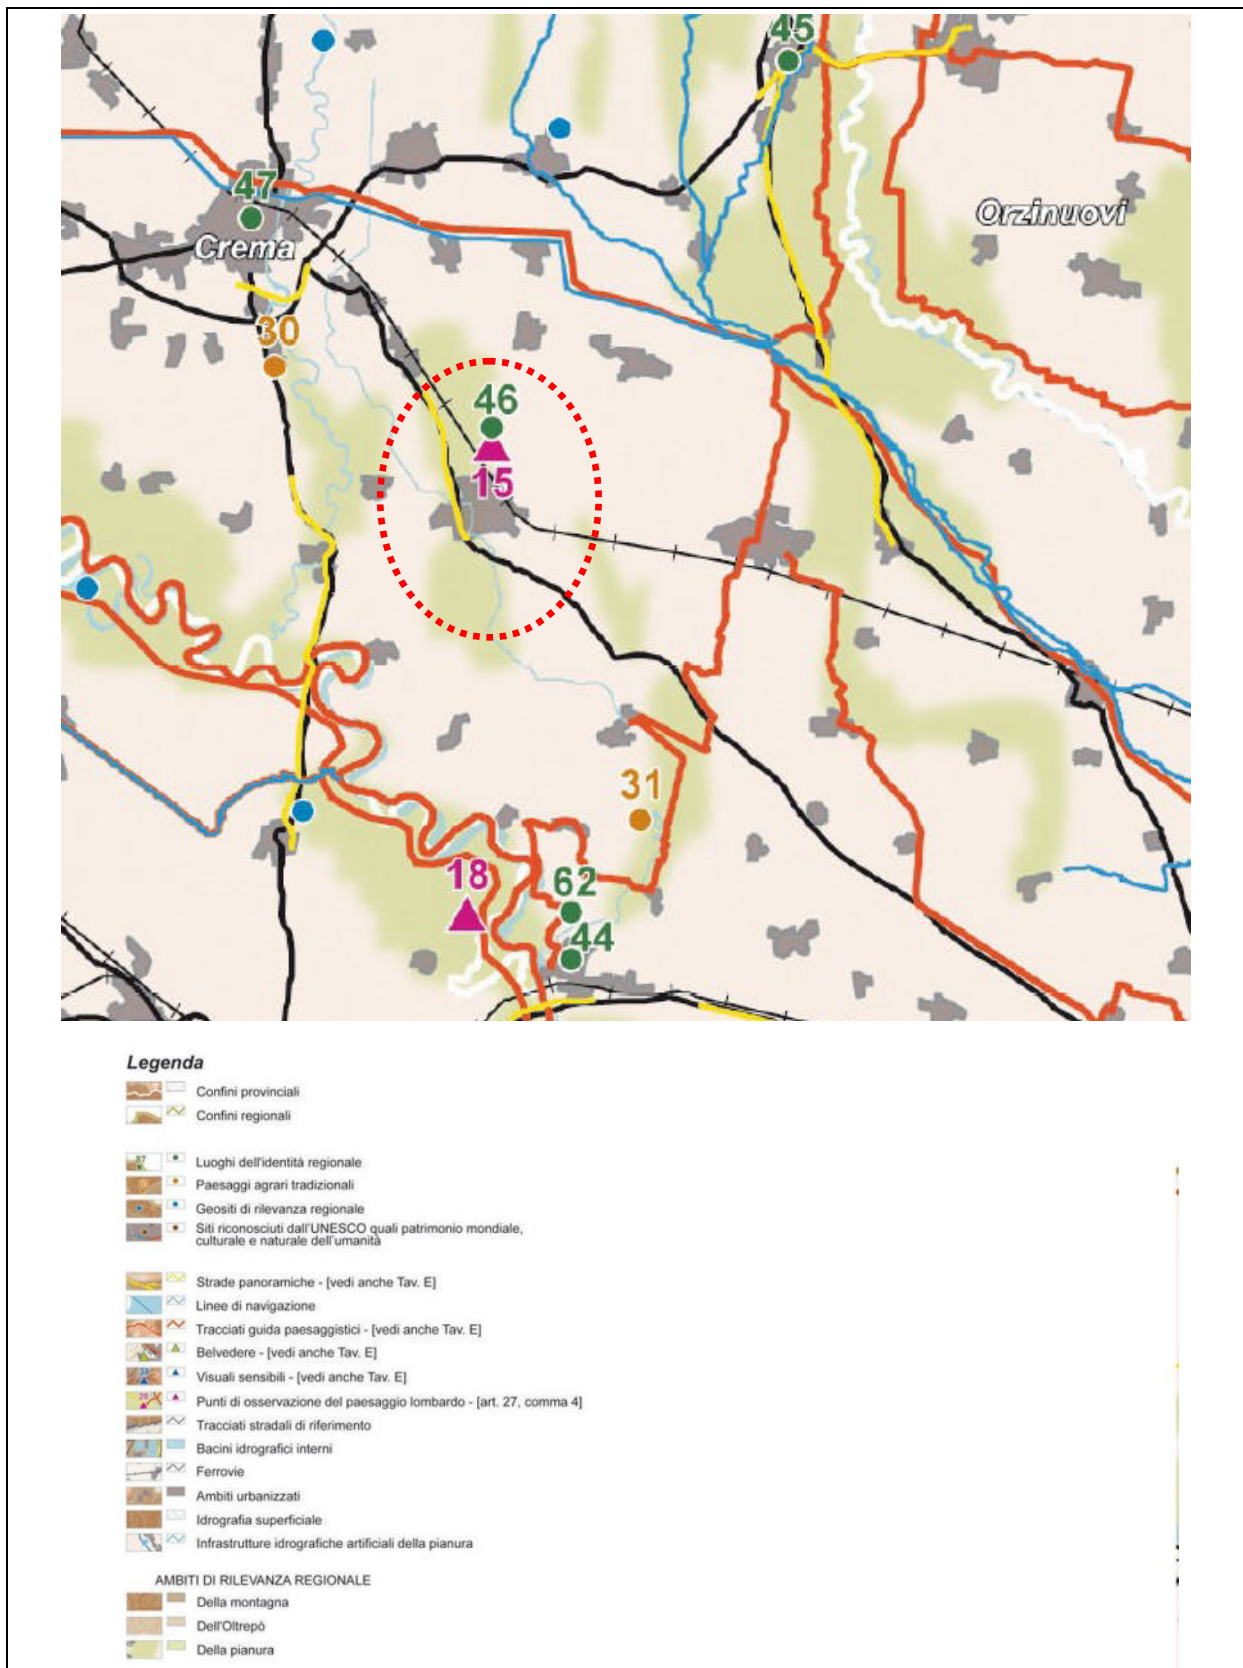 45
47
Crema
Orzinuovi
30
46
15
31
18
62
44
Legenda
Confini provinciali
Confini regionali
Luoghi dell'identità regionale
Paesaggi agrari tradizionali
Geositi di rilevanza regionale
Siti riconosciuti dall'UNESCO quali patrimonio mondiale,
culturale e naturale dell'umanità
Strade panoramiche - [vedi anche Tav. E]
Linee di navigazione
Tracciati guida paesaggistici - [vedi anche Tav. E]
Belvedere - [vedi anche Tav. E]
Visuali sensibili - [vedi anche Tav. E]
Punti di osservazione del paesaggio lombardo - [art. 27, comma 4]
Tracciati stradali di riferimento
Bacini idrografici interni
Ferrovie
Ambiti urbanizzati
Idrografia superficiale
Infrastrutture idrografiche artificiali della pianura
AMBITI DI RILEVANZA REGIONALE
Della montagna
Dell'Oltrepò
Della pianura